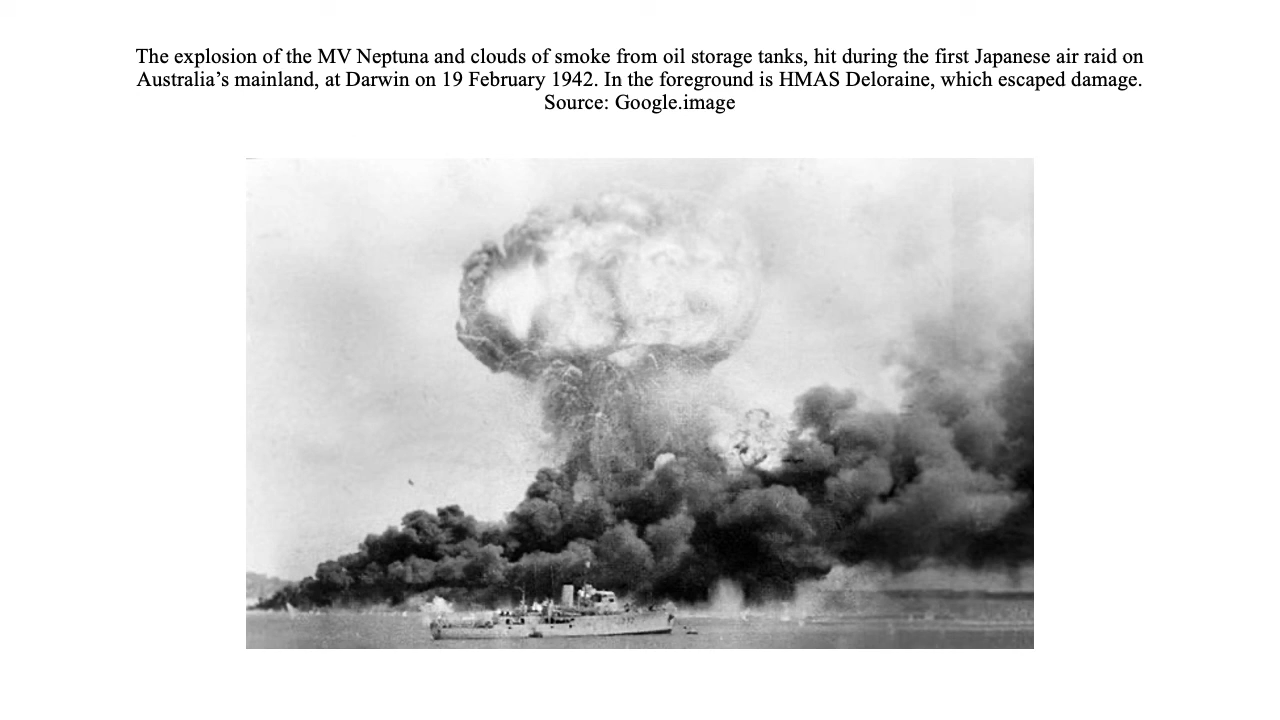 The explosion of the MV Neptuna and clouds of smoke from oil storage tanks, hit during the first Japanese air raid on
Australia’s mainland, at Darwin on 19 February 1942. In the foreground is HMAS Deloraine, which escaped damage.
Source: Google.image